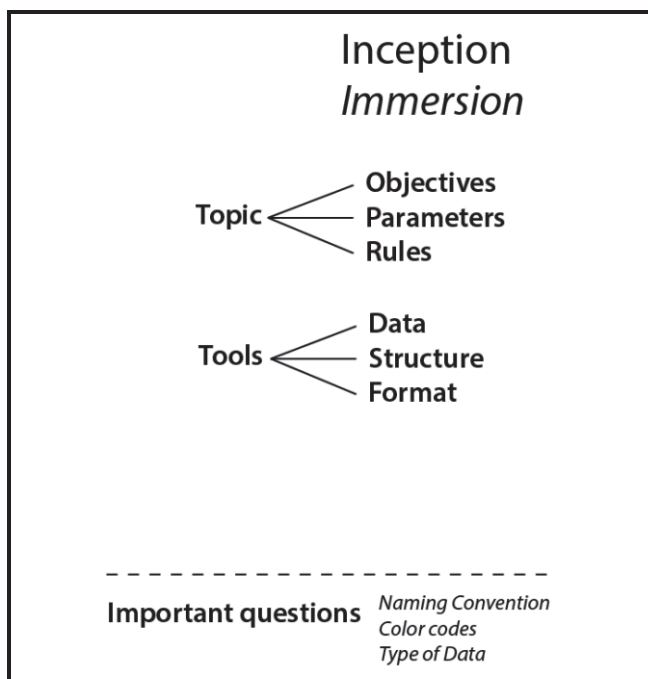 Inception
Immersion
Topic
Objectives
Parameters
Rules
Tools
Data
Structure
Format
Important questions
Naming Convention
Color codes
Type of Data